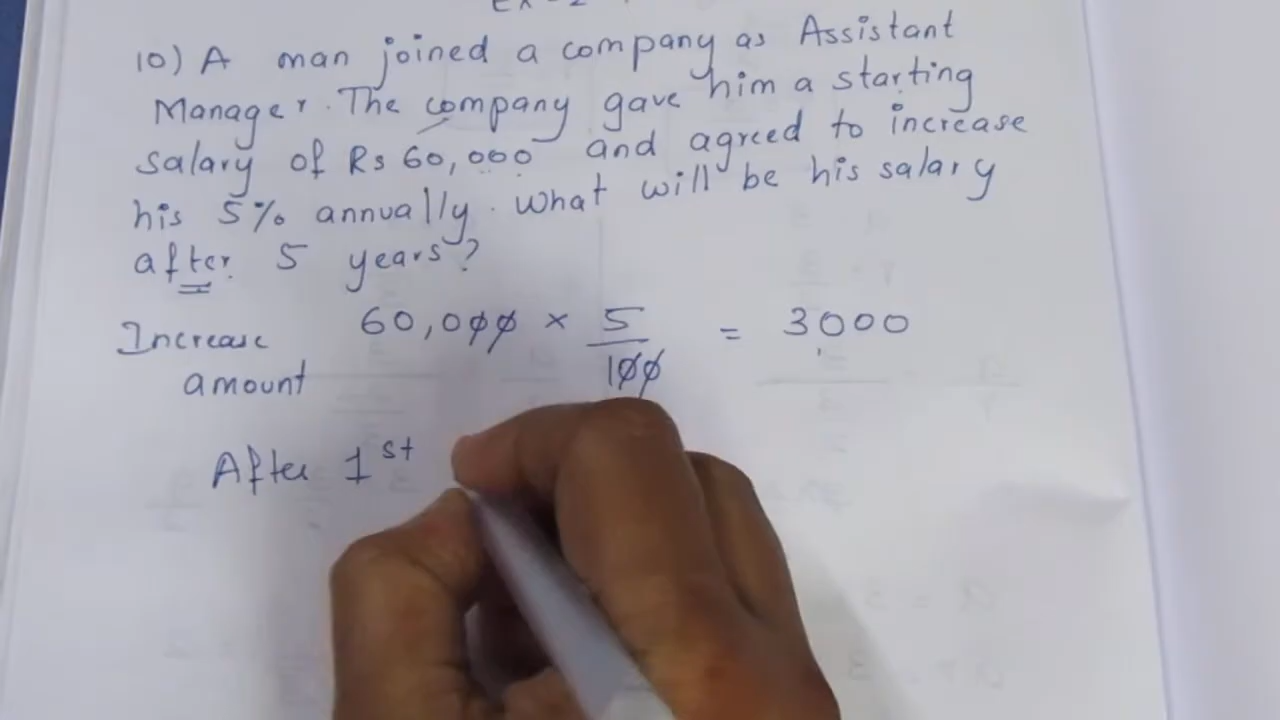 10) A man joined a company as Assistant
Manager. The company gave him a starting
salary of Rs 60,000 and agreed to increase
his 5% annually. What will be his salary
after 5 years?
Increase 60,000 × 5/100 = 3000
amount
After 1st